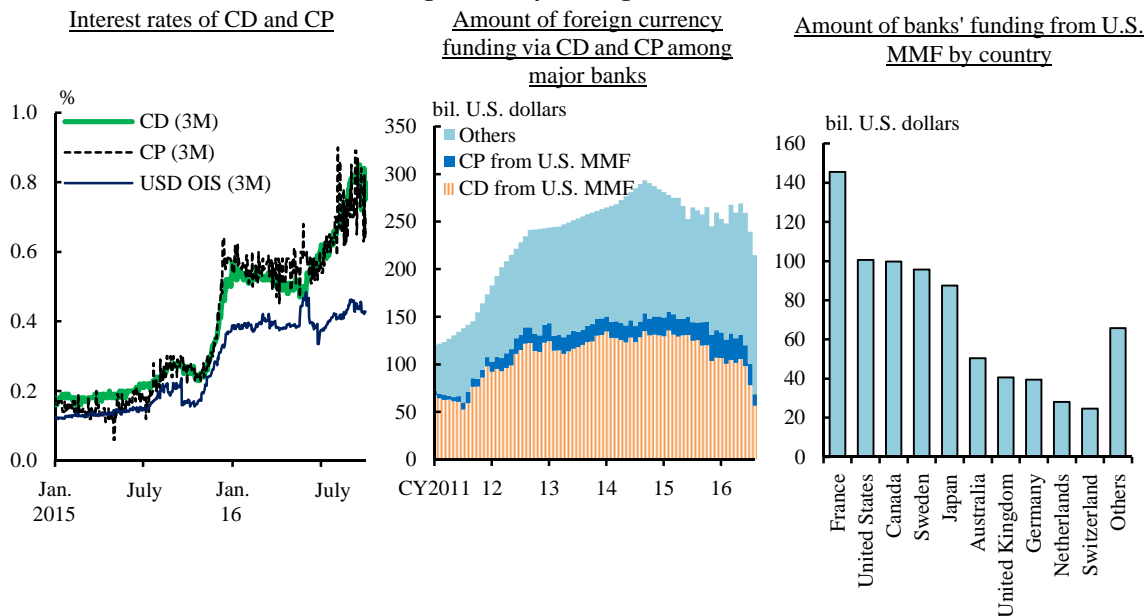 Interest rates of CD and CP
%
1.0
0.8
0.6
0.4
0.2
0.0
CD (3M)
CP (3M)
USD OIS (3M)
Jan.
2015
July
Jan.
16
July
Amount of foreign currency
funding via CD and CP among
major banks
bil. U.S. dollars
350
300
250
200
150
100
50
0
Others
CP from U.S. MMF
CD from U.S. MMF
CY2011 12 13 14 15 16
Amount of banks' funding from U.S.
MMF by country
bil. U.S. dollars
160
140
120
100
80
60
40
20
0
France
United States
Canada
Sweden
Japan
Australia
United Kingdom
Germany
Netherlands
Switzerland
Others